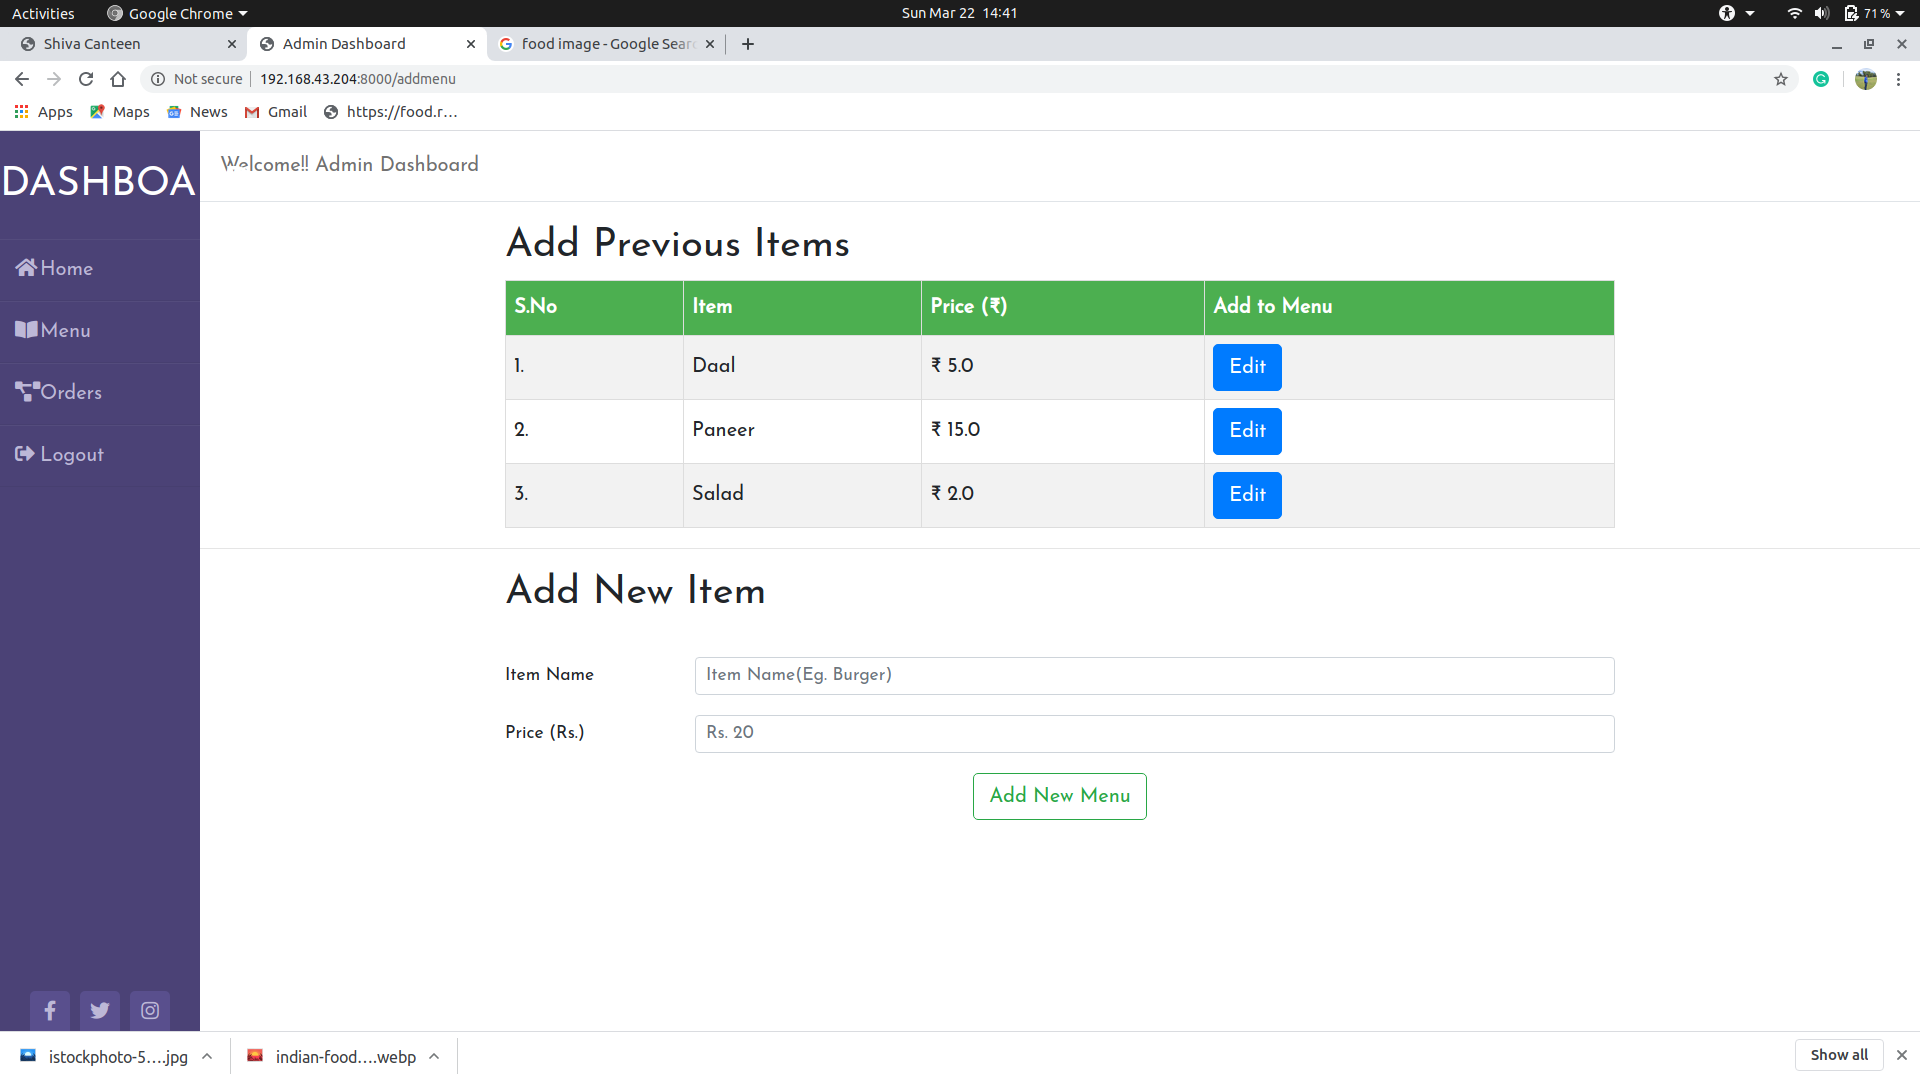 Activities
Google Chrome
Sun Mar 22 14:41
71 %
Shiva Canteen
Admin Dashboard
food image - Google Sear
Not secure
192.168.43.204:8000/addmenu
Apps
Maps
News
Gmail
https://food.r...
DASHBOA
Home
Menu
Orders
Logout
Welcome!! Admin Dashboard
Add Previous Items
S.No Item Price (₹) Add to Menu
1. Daal ₹ 5.0 Edit
2. Paneer ₹ 15.0 Edit
3. Salad ₹ 2.0 Edit
Add New Item
Item Name
Item Name(Eg. Burger)
Price (Rs.)
Rs. 20
Add New Menu
istockphoto-5....jpg
indian-food....webp
Show all